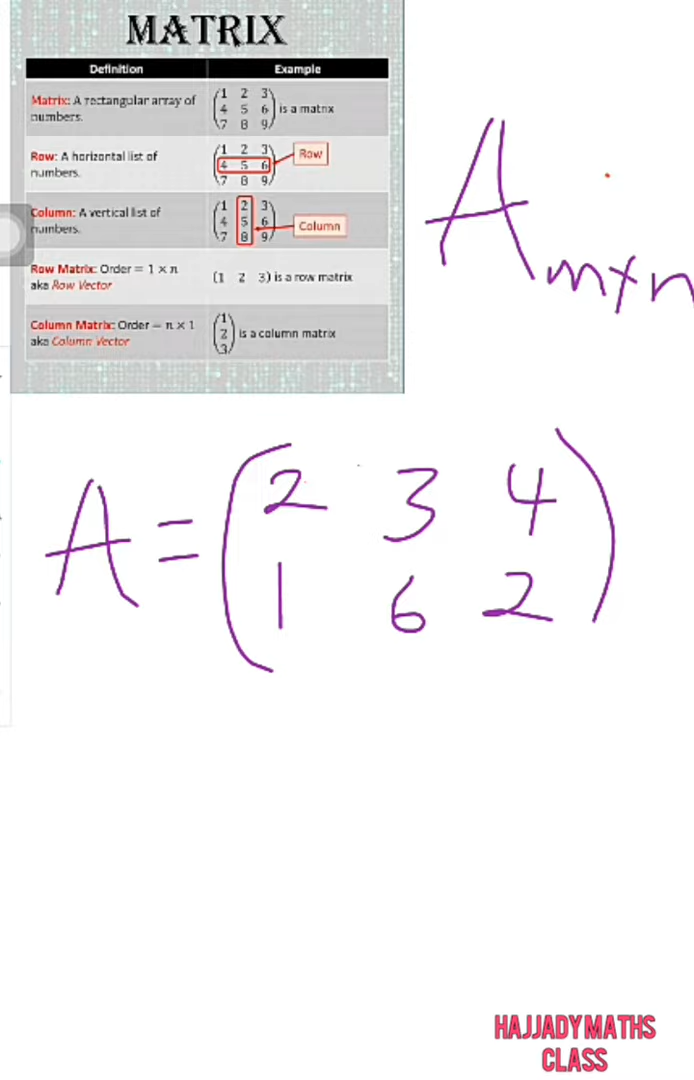 MATRIX
Definition Example
Matrix: A rectangular array of
numbers.
(1 2 3
4 5 6
7 8 9) is a matrix
Row: A horizontal list of
numbers.
(1 2 3
4 5 6
7 8 9)
Row
Column: A vertical list of
numbers.
(1 2 3
4 5 6
7 8 9)
Column
Row Matrix: Order = 1 × n
aka Row Vector
(1 2 3) is a row matrix
Column Matrix: Order = n × 1
aka Column Vector
(1
2
3) is a column matrix
A m×n
A = (2 3 4
1 6 2)
HAJJADYMATHS
CLASS